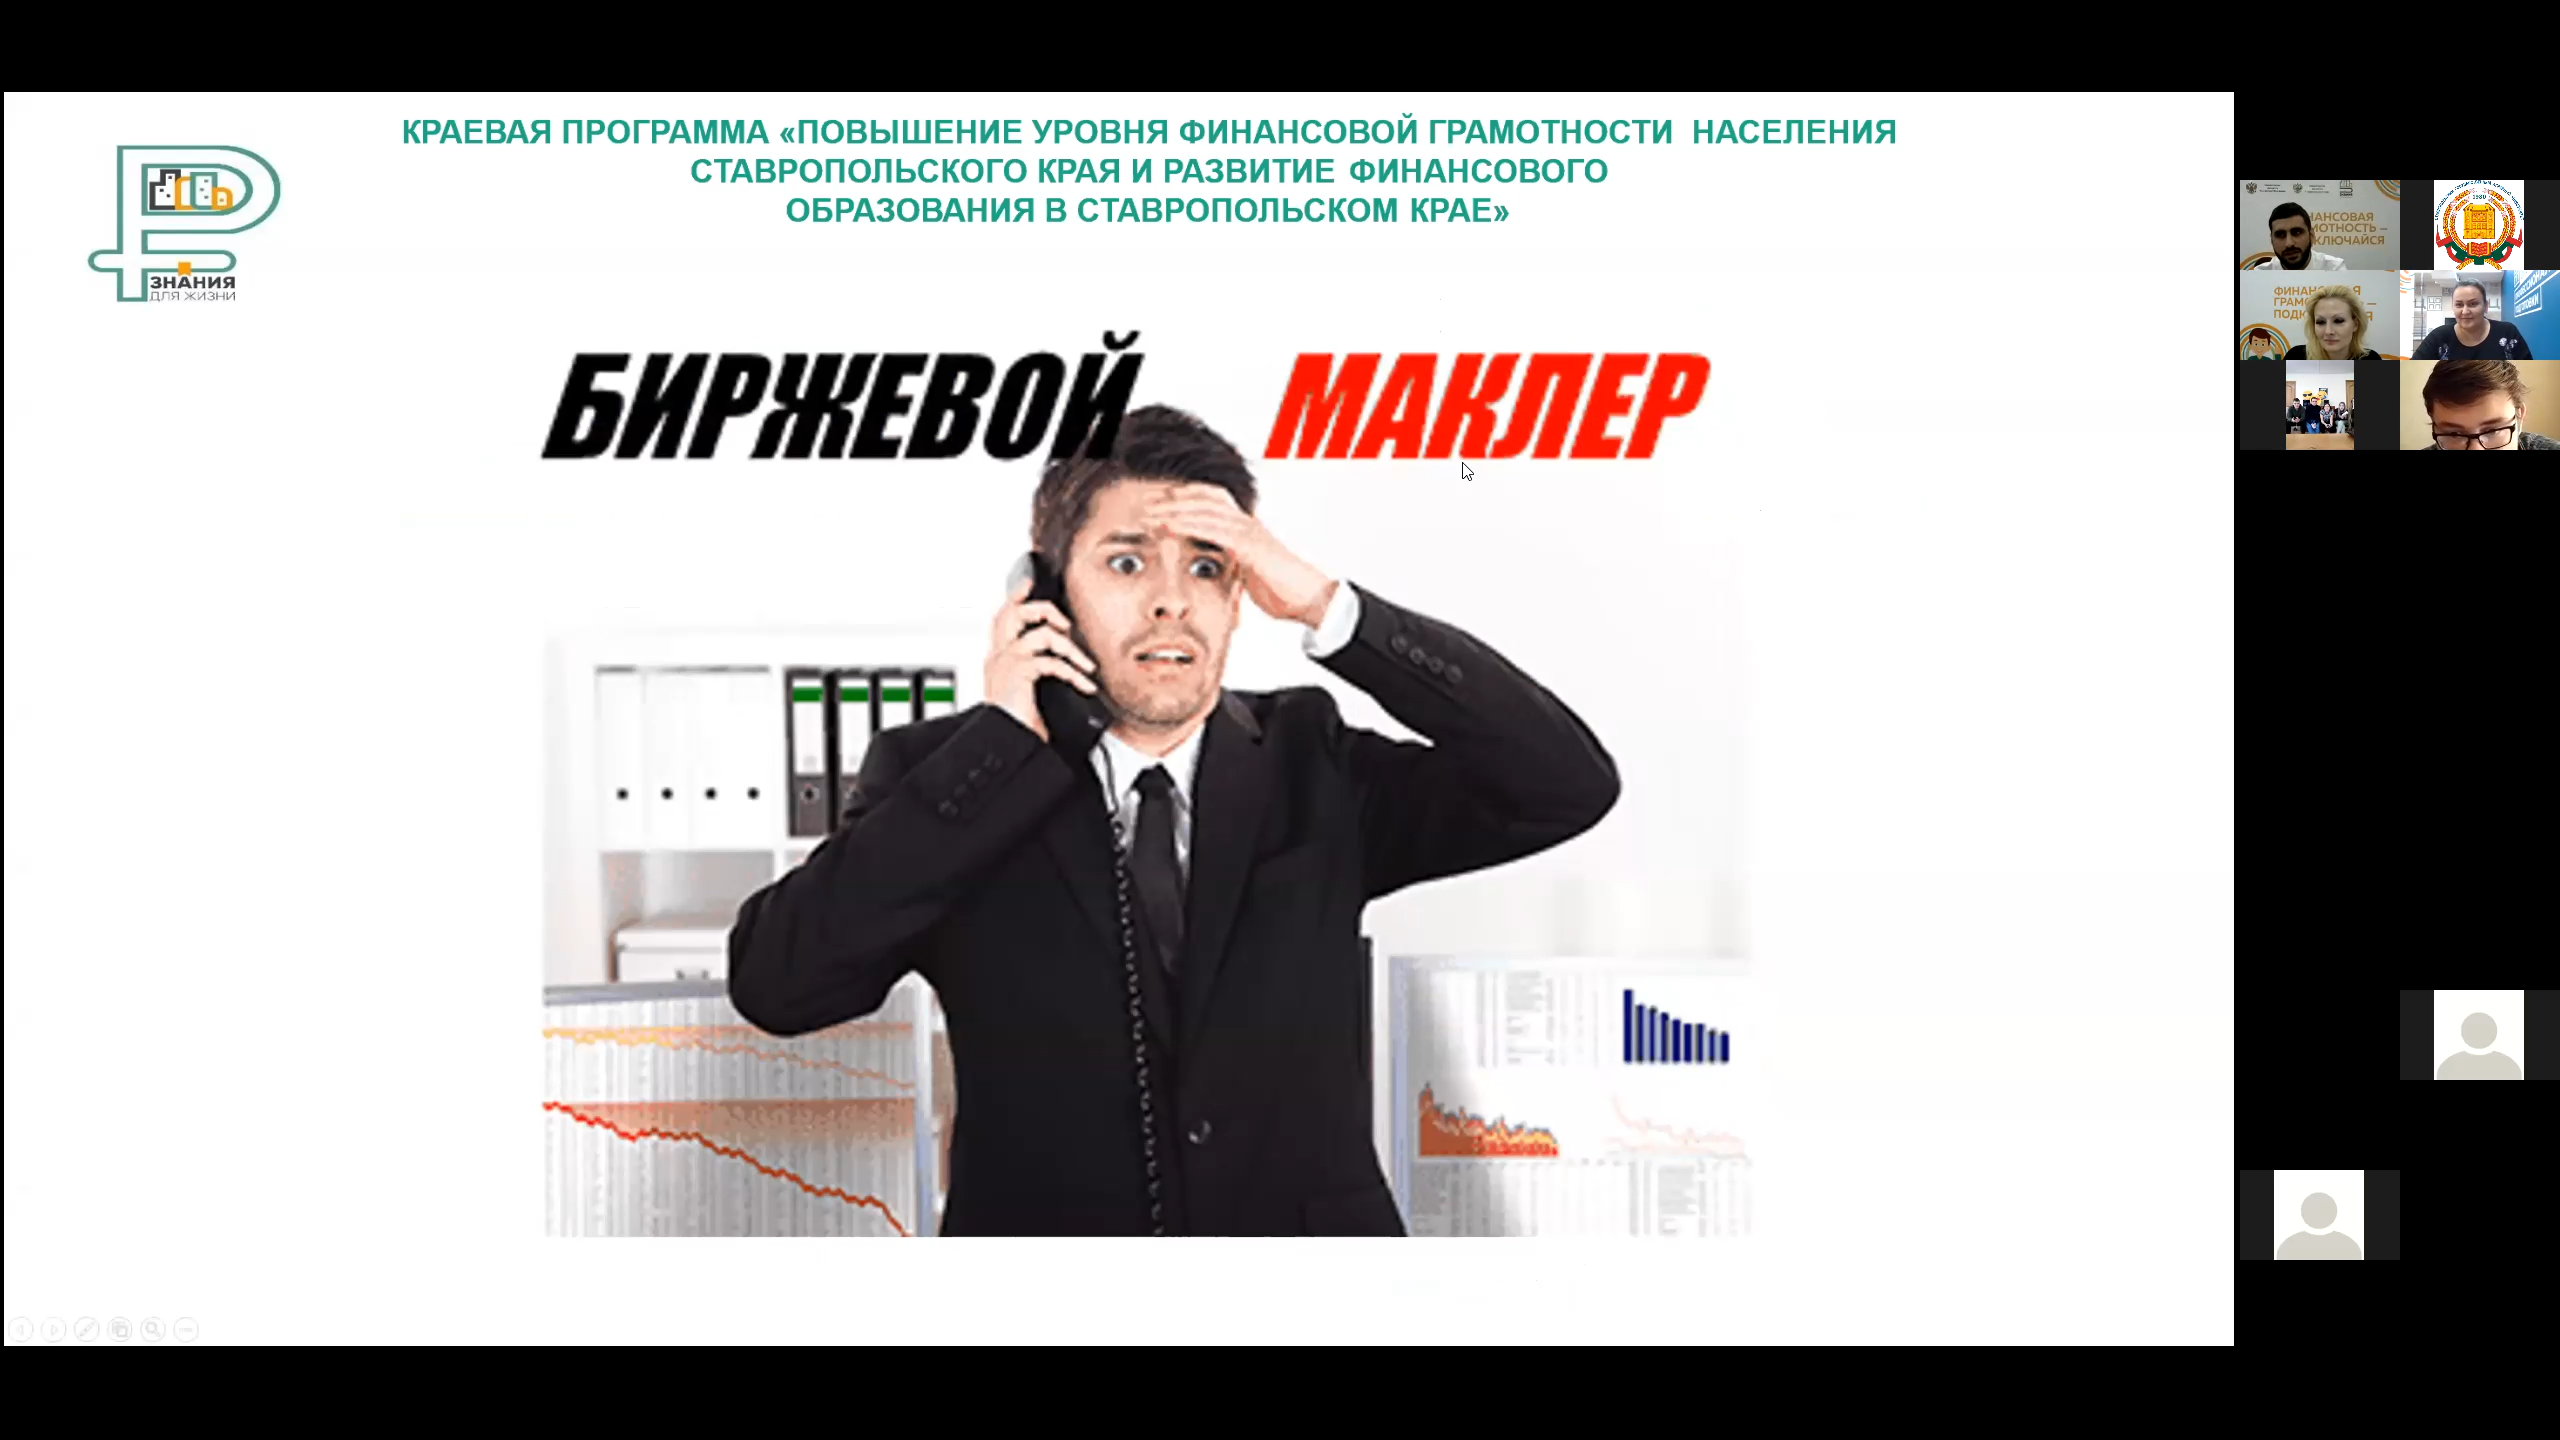 КРАЕВАЯ ПРОГРАММА «ПОВЫШЕНИЕ УРОВНЯ ФИНАНСОВОЙ ГРАМОТНОСТИ НАСЕЛЕНИЯ
СТАВРОПОЛЬСКОГО КРАЯ И РАЗВИТИЕ ФИНАНСОВОГО
ОБРАЗОВАНИЯ В СТАВРОПОЛЬСКОМ КРАЕ»
ЗНАНИЯ
ДЛЯ ЖИЗНИ
БИРЖЕВОЙ МАКЛЕР